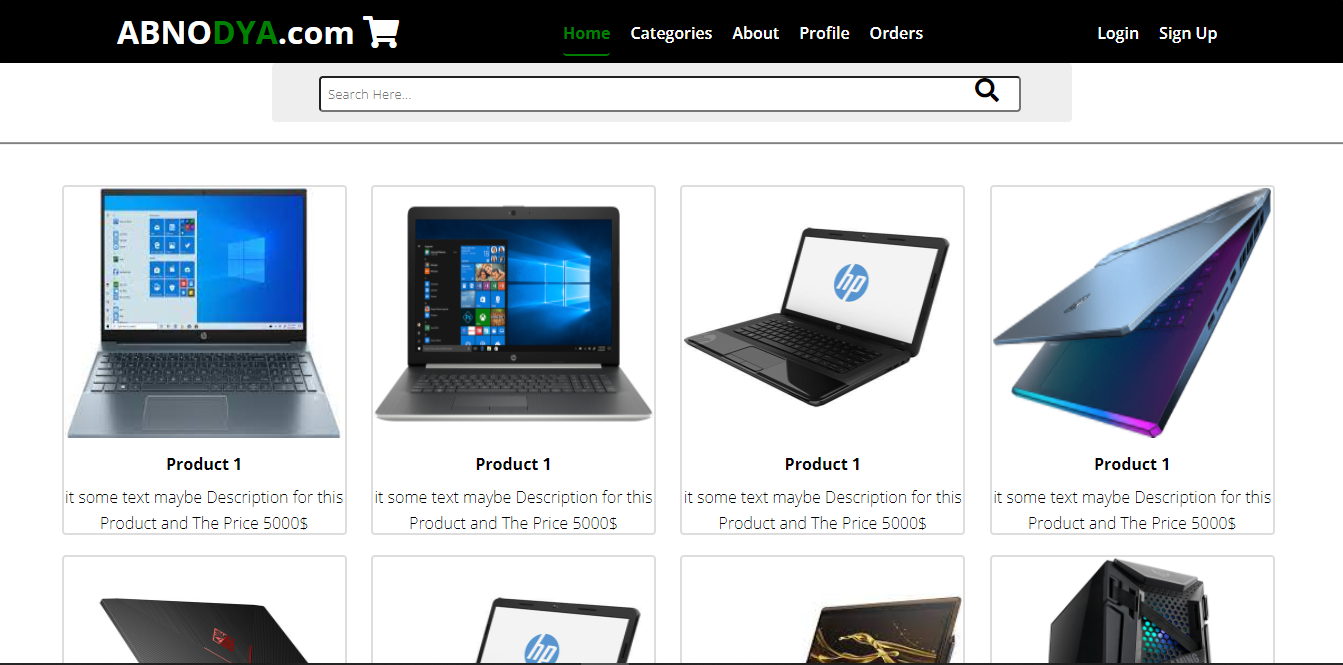 ABNODYA.com
Home Categories About Profile Orders
Login Sign Up
Search Here...
hp
Product 1 Product 1 Product 1 Product 1
it some text maybe Description for this it some text maybe Description for this it some text maybe Description for this it some text maybe Description for this
Product and The Price 5000$ Product and The Price 5000$ Product and The Price 5000$ Product and The Price 5000$
hp